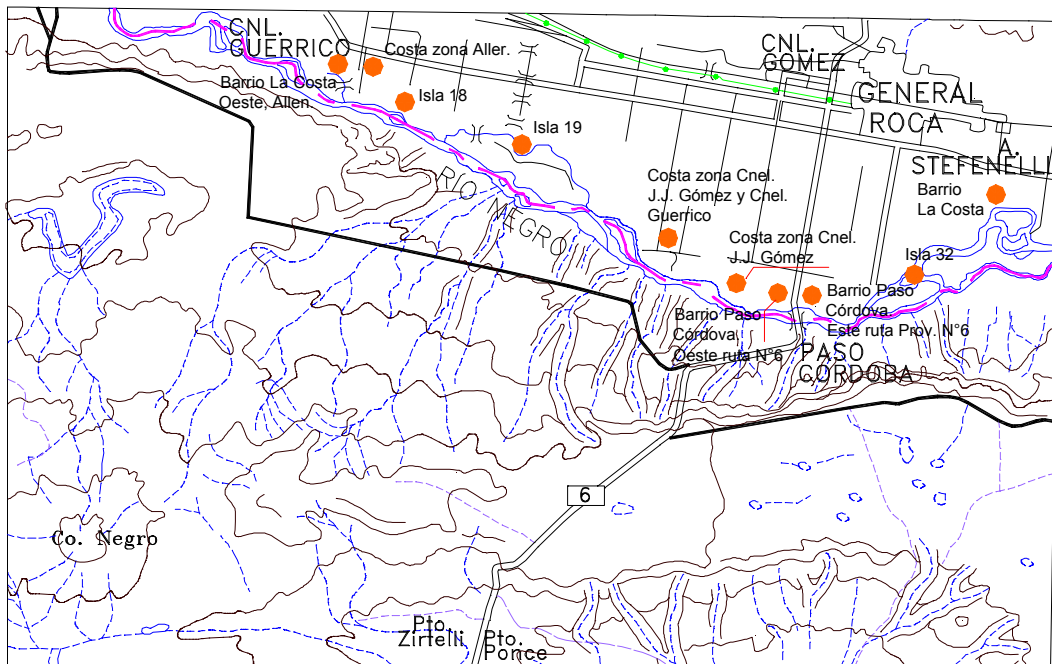 CNL.
GUERRICO
Costa zona Aller.
CNL.
GOMEZ
Barrio La Costa
Oeste, Allen.
Isla 18
GENERAL
ROCA
Isla 19
A.
STEFENELLI
RIO NEGRO
Costa zona Cnel.
J.J. Gómez y Cnel.
Guerrico
Barrio
La Costa
Costa zona Cnel.
J.J. Gómez
Isla 32
Barrio Paso
Córdova,
Oeste ruta N°6
Barrio Paso
Córdova,
Este ruta Prov. N°6
PASO
CORDOBA
6
Co. Negro
Pto.
Zirtelli
Pto.
Ponce